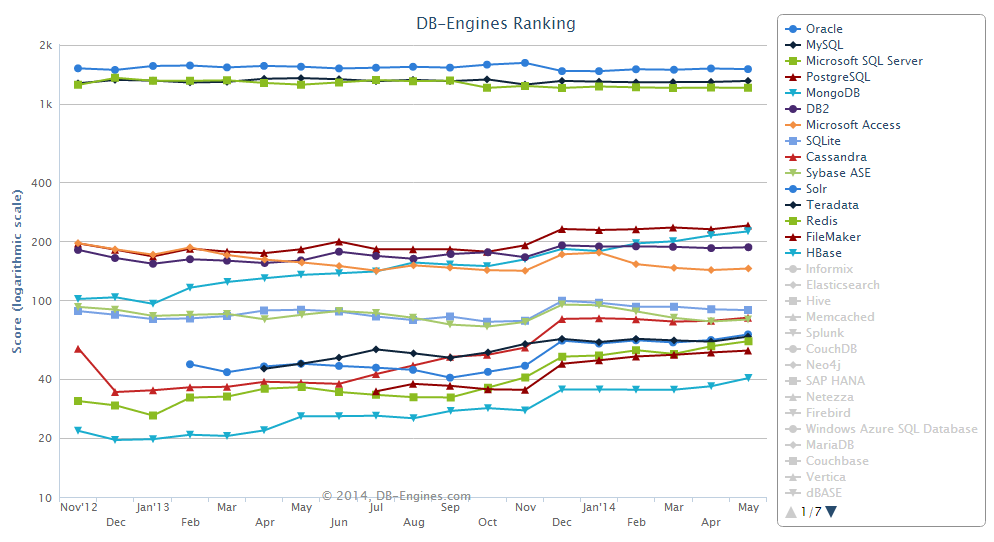 DB-Engines Ranking
2k
1k
400
200
100
40
20
10
Score (logarithmic scale)
© 2014, DB-Engines.com
Nov'12
Dec
Jan'13
Feb
Mar
Apr
May
Jun
Jul
Aug
Sep
Oct
Nov
Dec
Jan'14
Feb
Mar
Apr
May
Oracle
MySQL
Microsoft SQL Server
PostgreSQL
MongoDB
DB2
Microsoft Access
SQLite
Cassandra
Sybase ASE
Solr
Teradata
Redis
FileMaker
HBase
Informix
Elasticsearch
Hive
Memcached
Splunk
CouchDB
Neo4j
SAP HANA
Netezza
Firebird
Windows Azure SQL Database
MariaDB
Couchbase
Vertica
dBASE
1/7